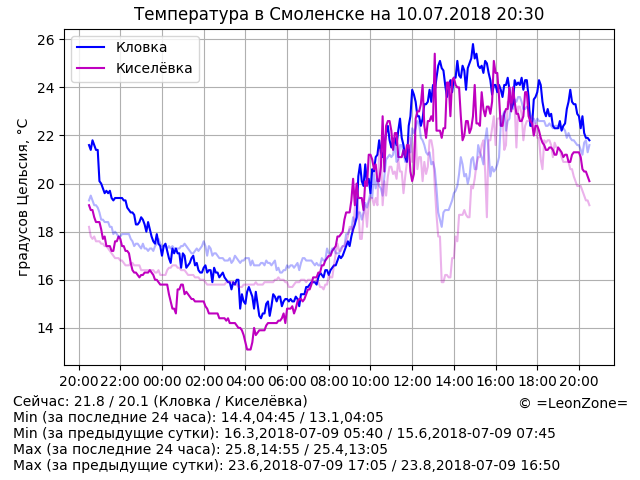 Температура в Смоленске на 10.07.2018 20:30
Кловка
Киселёвка
градусов Цельсия, °C
26
24
22
20
18
16
14
20:00 22:00 00:00 02:00 04:00 06:00 08:00 10:00 12:00 14:00 16:00 18:00 20:00
Сейчас: 21.8 / 20.1 (Кловка / Киселёвка)
© =LeonZone=
Min (за последние 24 часа): 14.4,04:45 / 13.1,04:05
Min (за предыдущие сутки): 16.3,2018-07-09 05:40 / 15.6,2018-07-09 07:45
Max (за последние 24 часа): 25.8,14:55 / 25.4,13:05
Max (за предыдущие сутки): 23.6,2018-07-09 17:05 / 23.8,2018-07-09 16:50